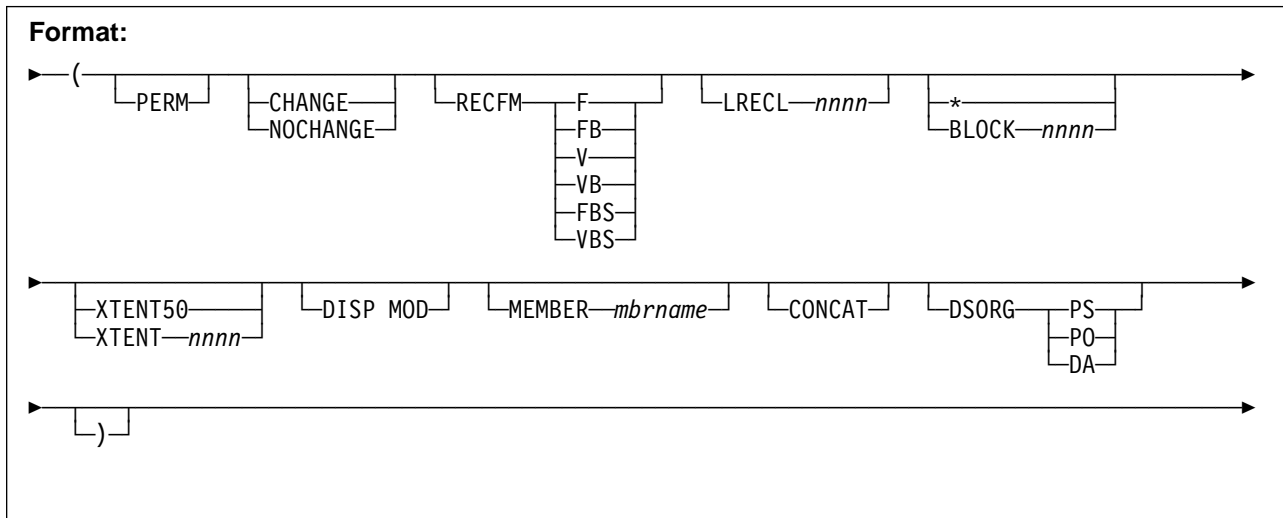 Format:
(
PERM CHANGE RECFM F LRECL nnnn *
NOCHANGE FB BLOCK nnnn
V
VB
FBS
VBS
XTENT50 DISP MOD MEMBER mbrname CONCAT DSORG PS
XTENT nnnn PO
DA
)